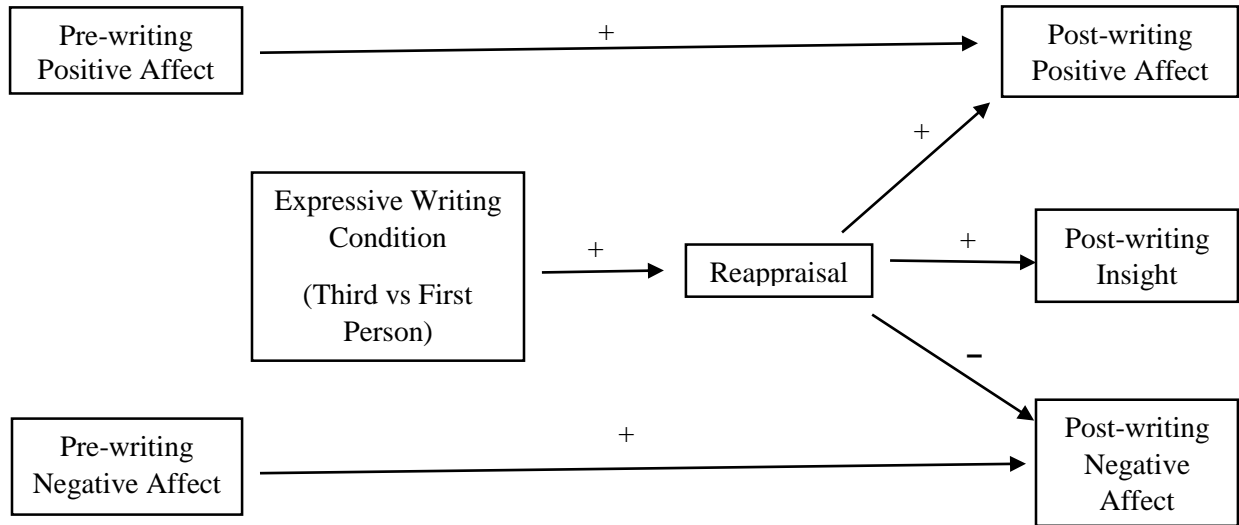 Pre-writing
Positive Affect
+
Post-writing
Positive Affect
+
Expressive Writing
Condition
(Third vs First
Person)
+
Reappraisal
+
Post-writing
Insight
-
Pre-writing
Negative Affect
+
Post-writing
Negative
Affect